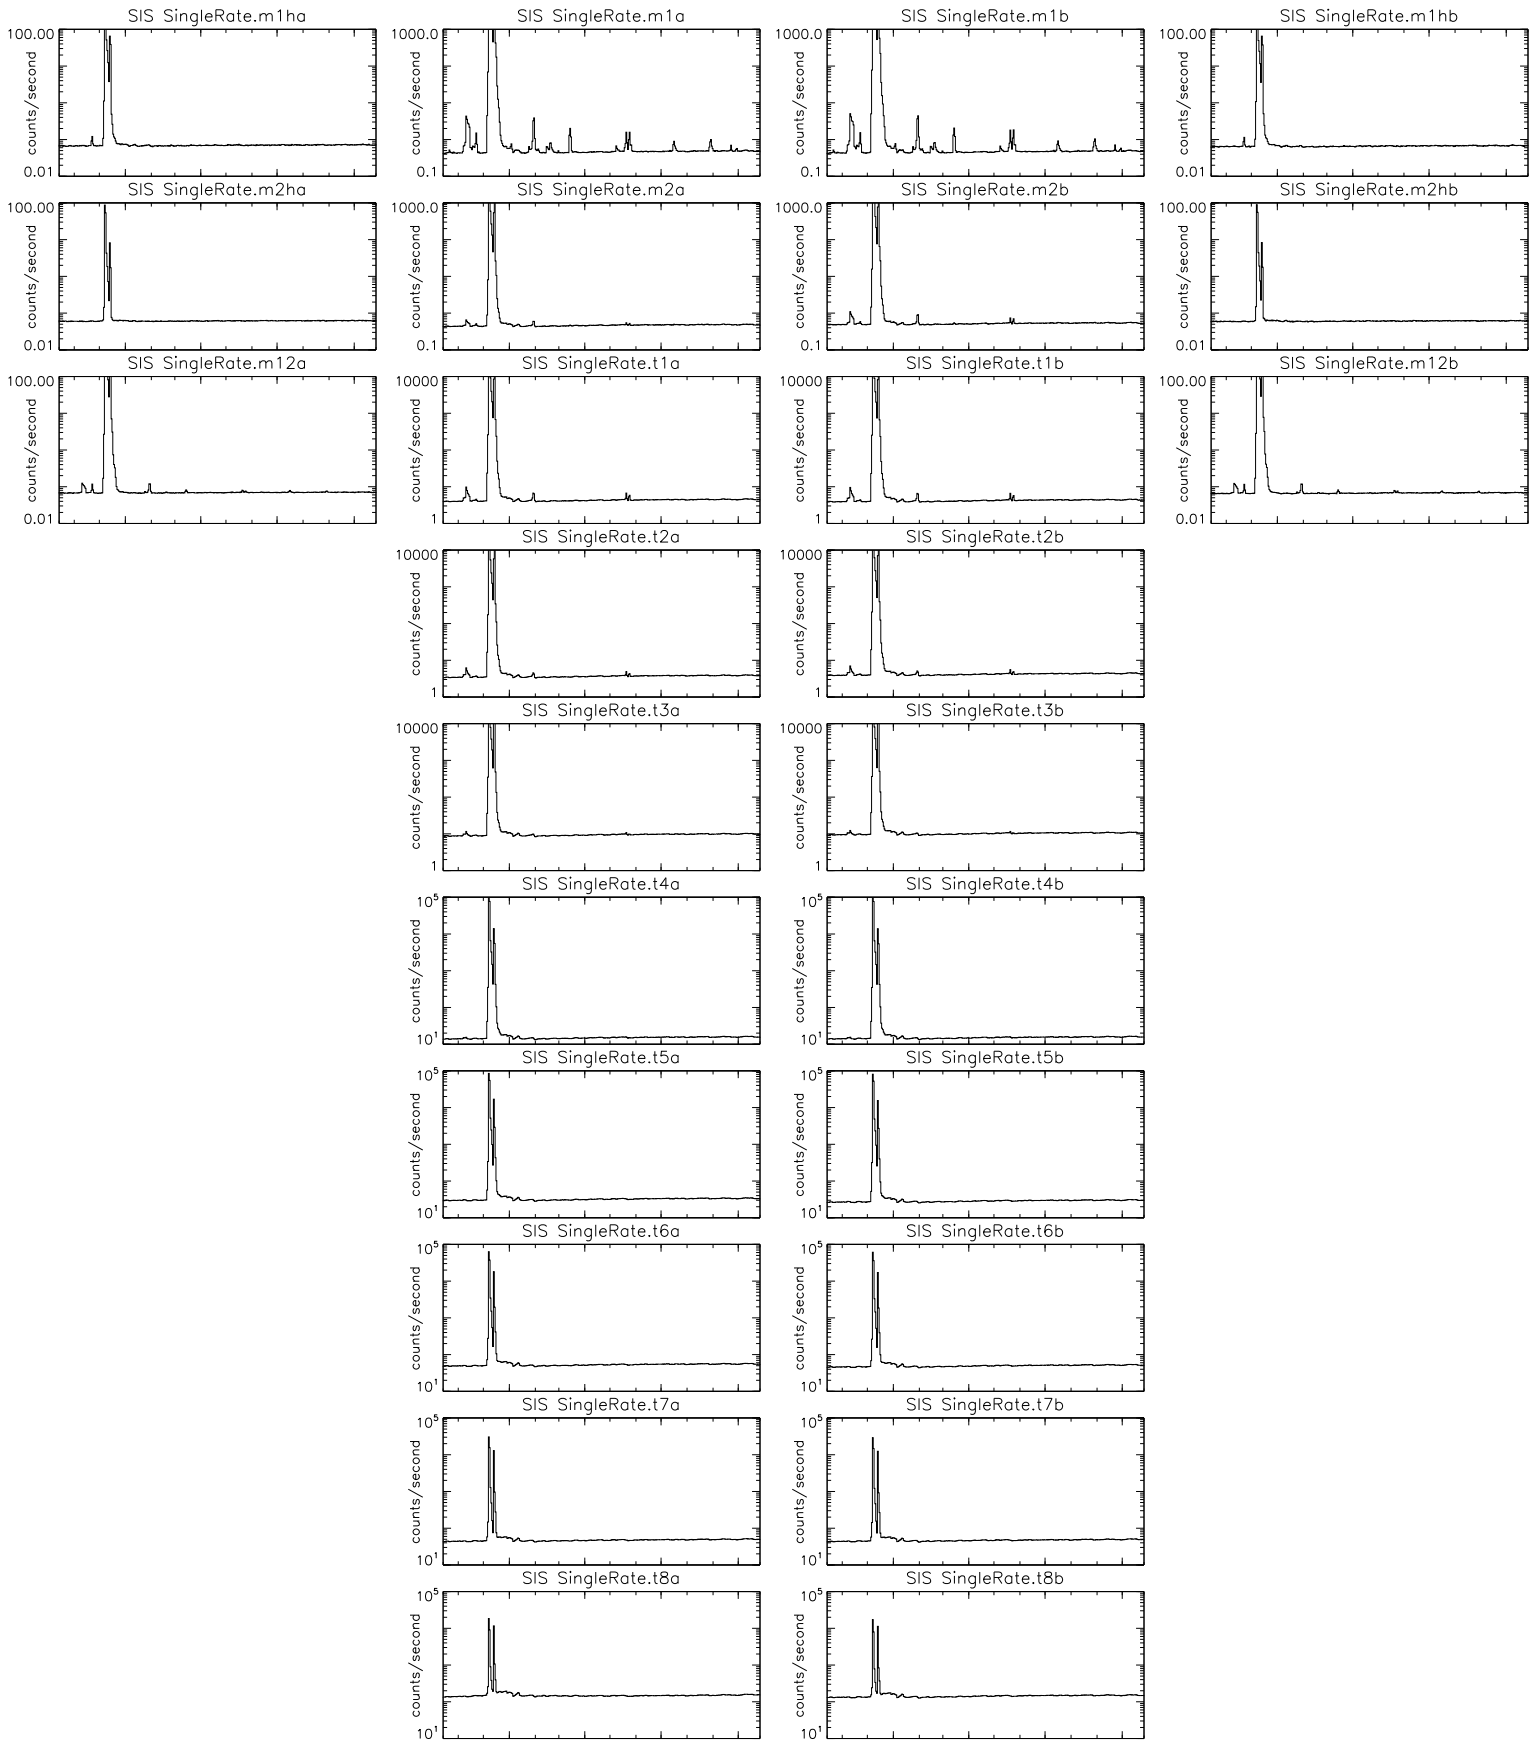 SIS SingleRate.m1ha
100.00
counts/second
0.01
SIS SingleRate.m1a
1000.0
counts/second
0.1
SIS SingleRate.m1b
1000.0
counts/second
0.1
SIS SingleRate.m1hb
100.00
counts/second
0.01
SIS SingleRate.m2ha
100.00
counts/second
0.01
SIS SingleRate.m2a
1000.0
counts/second
0.1
SIS SingleRate.m2b
1000.0
counts/second
0.1
SIS SingleRate.m2hb
100.00
counts/second
0.01
SIS SingleRate.m12a
100.00
counts/second
0.01
SIS SingleRate.t1a
10000
counts/second
1
SIS SingleRate.t1b
10000
counts/second
1
SIS SingleRate.m12b
100.00
counts/second
0.01
SIS SingleRate.t2a
10000
counts/second
1
SIS SingleRate.t2b
10000
counts/second
1
SIS SingleRate.t3a
10000
counts/second
1
SIS SingleRate.t3b
10000
counts/second
1
SIS SingleRate.t4a
10⁵
counts/second
10¹
SIS SingleRate.t4b
10⁵
counts/second
10¹
SIS SingleRate.t5a
10⁵
counts/second
10¹
SIS SingleRate.t5b
10⁵
counts/second
10¹
SIS SingleRate.t6a
10⁵
counts/second
10¹
SIS SingleRate.t6b
10⁵
counts/second
10¹
SIS SingleRate.t7a
10⁵
counts/second
10¹
SIS SingleRate.t7b
10⁵
counts/second
10¹
SIS SingleRate.t8a
10⁵
counts/second
10¹
SIS SingleRate.t8b
10⁵
counts/second
10¹